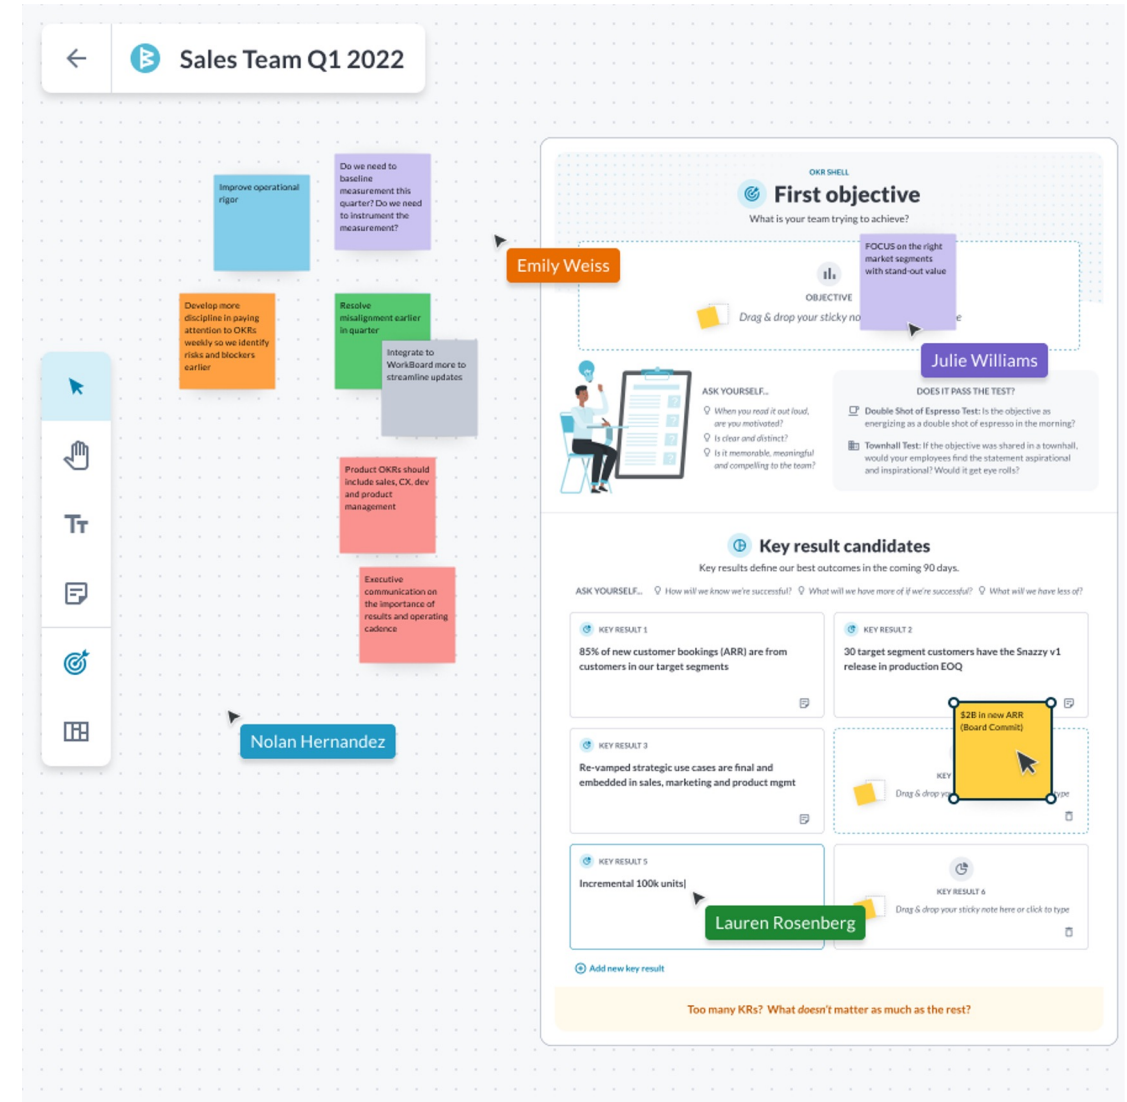 Sales Team Q1 2022
Improve operational
rigor
Do we need to
baseline
measurement this
quarter? Do we need
to instrument the
measurement?
Develop more
discipline in paying
attention to OKRs
weekly so we identify
risks and blockers
earlier
Resolve
misalignment earlier
in quarter
Integrate to
WorkBoard more to
streamline updates
Product OKRs should
include sales, CX, dev
and product
management
Executive
communication on
the importance of
results and operating
cadence
Emily Weiss
Nolan Hernandez
TT
OKR SHELL
First objective
What is your team trying to achieve?
FOCUS on the right
market segments
with stand-out value
OBJECTIVE
Drag & drop your sticky no
Julie Williams
ASK YOURSELF...
When you read it out loud,
are you motivated?
Is clear and distinct?
Is it memorable, meaningful
and compelling to the team?
DOES IT PASS THE TEST?
Double Shot of Espresso Test: Is the objective as
energizing as a double shot of espresso in the morning?
Townhall Test: If the objective was shared in a townhall,
would your employees find the statement aspirational
and inspirational? Would it get eye rolls?
Key result candidates
Key results define our best outcomes in the coming 90 days.
ASK YOURSELF... How will we know we're successful? What will we have more of if we're successful? What will we have less of?
KEY RESULT 1
85% of new customer bookings (ARR) are from
customers in our target segments
KEY RESULT 2
30 target segment customers have the Snazzy v1
release in production EOQ
KEY RESULT 3
Re-vamped strategic use cases are final and
embedded in sales, marketing and product mgmt
$2B in new ARR
(Board Commit)
KEY
Drag & drop yo type
KEY RESULT 5
Incremental 100k units
Lauren Rosenberg
KEY RESULT 6
Drag & drop your sticky note here or click to type
Add new key result
Too many KRs? What doesn't matter as much as the rest?